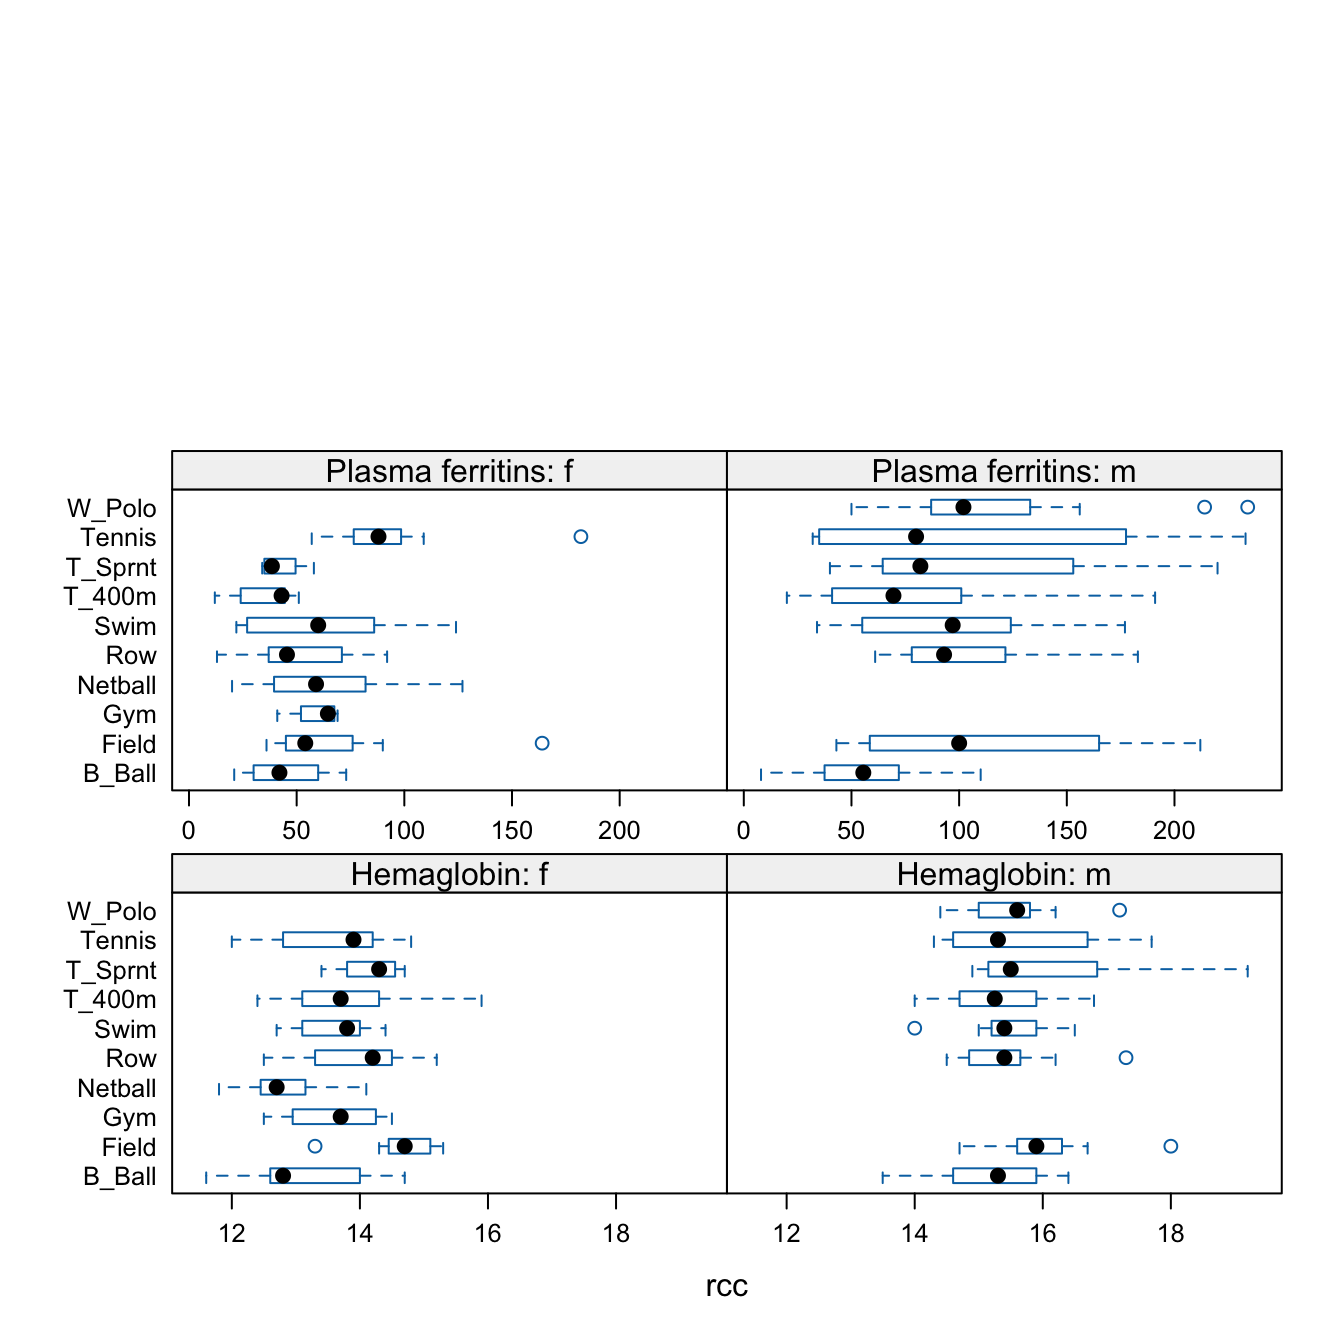 Plasma ferritins: f
Plasma ferritins: m
W_Polo
Tennis
T_Sprnt
T_400m
Swim
Row
Netball
Gym
Field
B_Ball
0 50 100 150 200
0 50 100 150 200
Hemaglobin: f
Hemaglobin: m
W_Polo
Tennis
T_Sprnt
T_400m
Swim
Row
Netball
Gym
Field
B_Ball
12 14 16 18
12 14 16 18
rcc